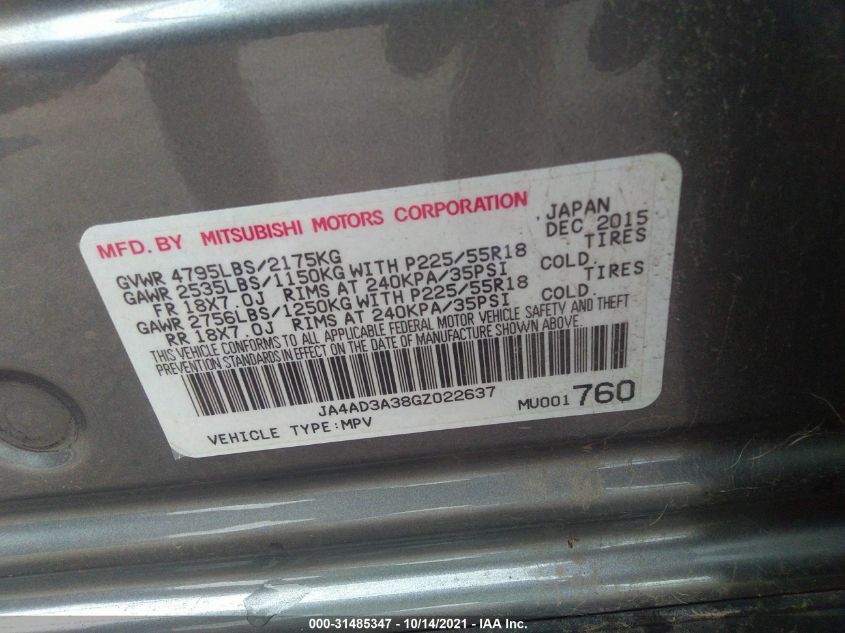 MFD. BY MITSUBISHI MOTORS CORPORATION JAPAN
DEC 2015
GVWR 4795LBS/2175KG
GAWR 2535LBS/1150KG WITH P225/55R18 TIRES
FR 18X7.0J RIMS AT 240KPA/35PSI COLD.
GAWR 2756LBS/1250KG WITH P225/55R18 TIRES
RR 18X7.0J RIMS AT 240KPA/35PSI COLD.
THIS VEHICLE CONFORMS TO ALL APPLICABLE FEDERAL MOTOR VEHICLE SAFETY AND THEFT
PREVENTION STANDARDS IN EFFECT ON THE DATE OF MANUFACTURE SHOWN ABOVE.
JA4AD3A38GZ022637
MU001760
VEHICLE TYPE:MPV
000-31485347 - 10/14/2021 - IAA Inc.